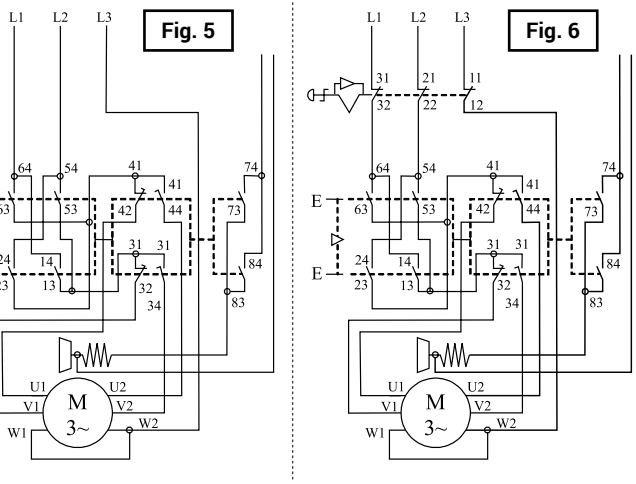 L1 L2 L3 Fig. 5
64 54 41 41 74
63 53 42 44 73
24 14 31 31 84
23 13 32 34 83
U1 U2
M
V1 V2
3~
W1 W2
L1 L2 L3 Fig. 6
31 21 11
32 22 12
64 54 41 41 74
E
63 53 42 44 73
24 14 31 31 84
E
23 13 32 34 83
U1 U2
M
V1 V2
3~
W1 W2